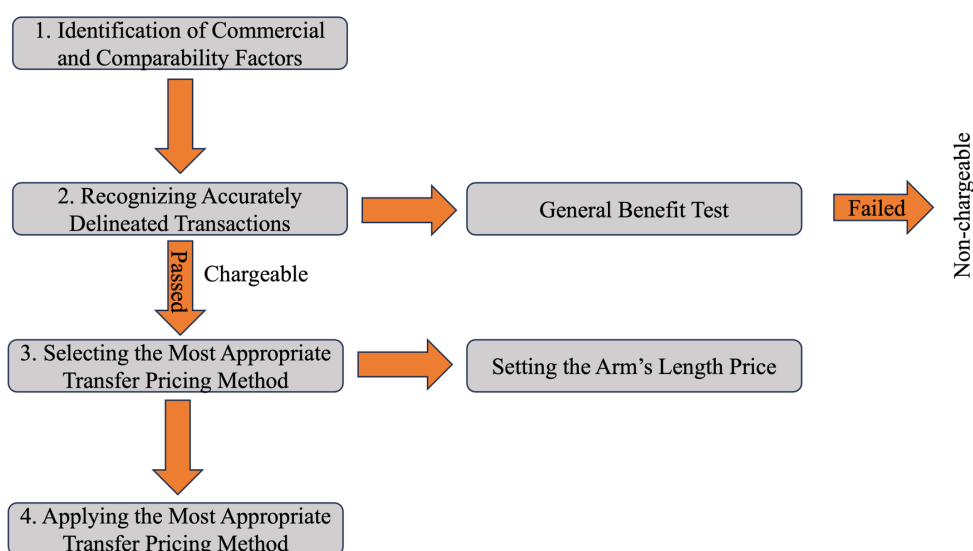 1. Identification of Commercial
and Comparability Factors
2. Recognizing Accurately
Delineated Transactions
General Benefit Test
Failed
Non-chargeable
Passed
Chargeable
3. Selecting the Most Appropriate
Transfer Pricing Method
Setting the Arm’s Length Price
4. Applying the Most Appropriate
Transfer Pricing Method